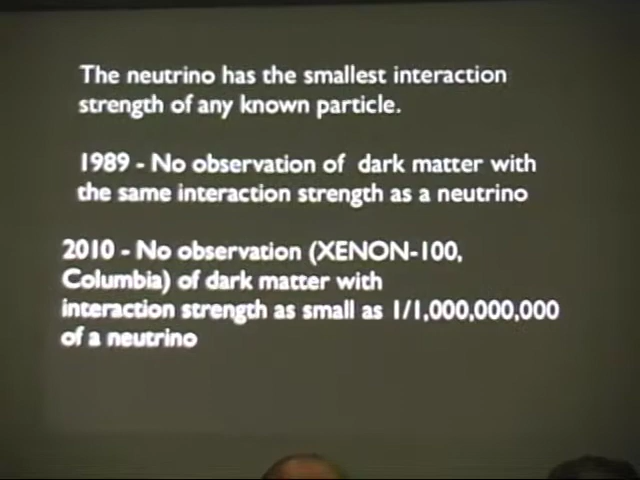 The neutrino has the smallest interaction
strength of any known particle.
1989 - No observation of dark matter with
the same interaction strength as a neutrino
2010 - No observation (XENON-100,
Columbia) of dark matter with
interaction strength as small as 1/1,000,000,000
of a neutrino